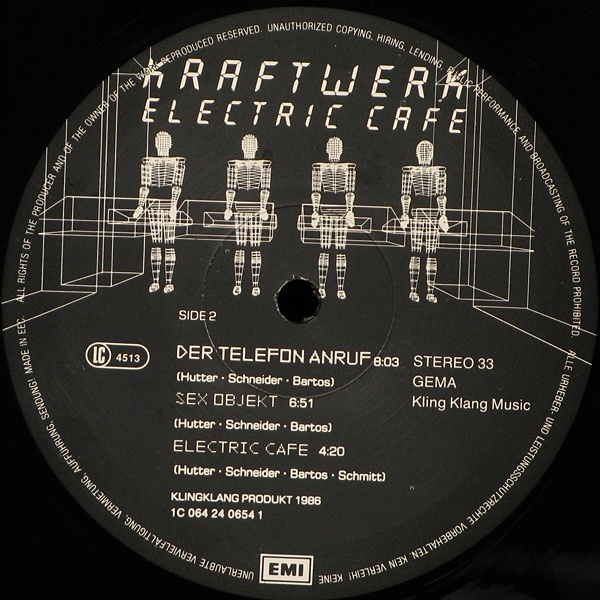 KRAFTWERK
ELECTRIC CAFE
SIDE 2
LC 4513
DER TELEFON ANRUF 8:03
(Hutter · Schneider · Bartos)
SEX OBJEKT 6:51
(Hutter · Schneider · Bartos)
ELECTRIC CAFE 4:20
(Hutter · Schneider · Bartos · Schmitt)
STEREO 33
GEMA
Kling Klang Music
KLINGKLANG PRODUKT 1986
1C 064 24 0654 1
EMI
MADE IN EEC. ALL RIGHTS OF THE PRODUCER AND OF THE OWNER OF THE WORK REPRODUCED RESERVED. UNAUTHORIZED COPYING, HIRING, LENDING, PUBLIC PERFORMANCE AND BROADCASTING OF THE RECORD PROHIBITED. ALLE URHEBER- UND LEISTUNGSSCHUTZRECHTE VORBEHALTEN. KEIN VERLEIH! KEINE UNERLAUBTE VERVIELFÄLTIGUNG, VERMIETUNG, AUFFÜHRUNG, SENDUNG!